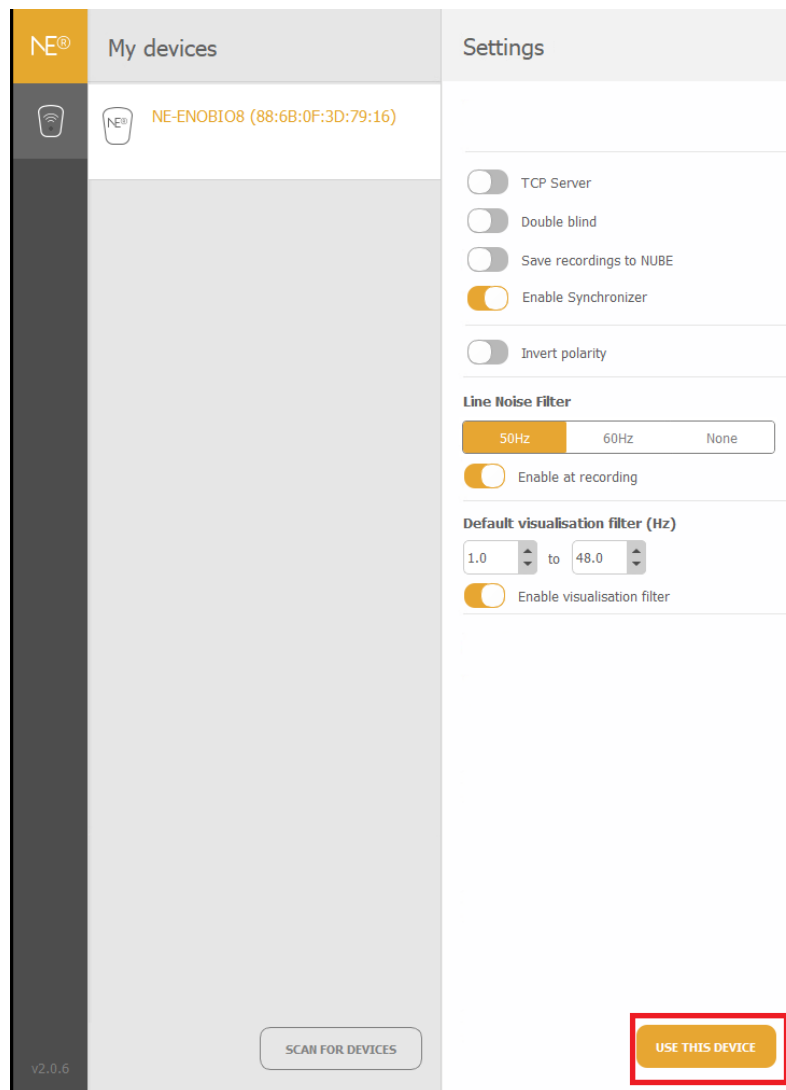 NE®
My devices
Settings
NE®
NE-ENOBIO8 (88:6B:0F:3D:79:16)
TCP Server
Double blind
Save recordings to NUBE
Enable Synchronizer
Invert polarity
Line Noise Filter
50Hz 60Hz None
Enable at recording
Default visualisation filter (Hz)
1.0 to 48.0
Enable visualisation filter
SCAN FOR DEVICES
USE THIS DEVICE
v2.0.6